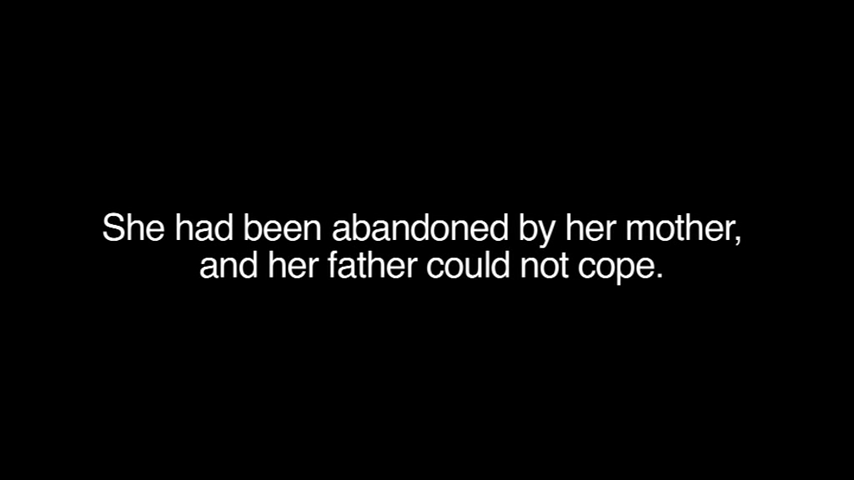 She had been abandoned by her mother,
and her father could not cope.